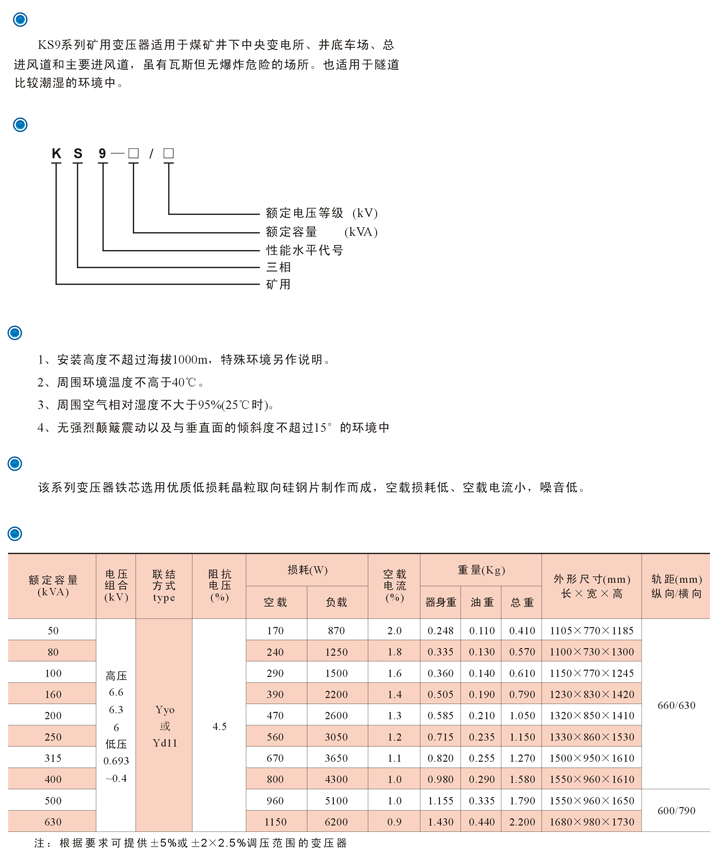 KS9系列矿用变压器适用于煤矿井下中央变电所、井底车场、总
进风道和主要进风道，虽有瓦斯但无爆炸危险的场所。也适用于隧道
比较潮湿的环境中。
K S 9—□/□
额定电压等级 (kV)
额定容量 (kVA)
性能水平代号
三相
矿用
1、安装高度不超过海拔1000m，特殊环境另作说明。
2、周围环境温度不高于40℃。
3、周围空气相对湿度不大于95%(25℃时)。
4、无强烈颠簸震动以及与垂直面的倾斜度不超过15°的环境中
该系列变压器铁芯选用优质低损耗晶粒取向硅钢片制作而成，空载损耗低、空载电流小，噪音低。
额定容量 (kVA) 电压组合 (kV) 联结方式 type 阻抗电压 (%) 损耗(W) 空载电流 (%) 重量(Kg) 外形尺寸(mm) 长×宽×高 轨距(mm) 纵向/横向
空载 负载 器身重 油重 总重
50 170 870 2.0 0.248 0.110 0.410 1105×770×1185
80 240 1250 1.8 0.335 0.130 0.570 1100×730×1300
100 290 1500 1.6 0.360 0.140 0.610 1150×770×1245
160 390 2200 1.4 0.505 0.190 0.790 1230×830×1420
200 470 2600 1.3 0.585 0.210 1.050 1320×850×1410
250 560 3050 1.2 0.715 0.235 1.150 1330×860×1530
315 670 3650 1.1 0.820 0.255 1.270 1500×950×1610
400 800 4300 1.0 0.980 0.290 1.580 1550×960×1610
500 960 5100 1.0 1.155 0.335 1.790 1550×960×1650
630 1150 6200 0.9 1.430 0.440 2.200 1680×980×1730
高压
6.6
6.3
6
低压
0.693
~0.4
Yyo
或
Yd11
4.5
660/630
600/790
注：根据要求可提供±5%或±2×2.5%调压范围的变压器